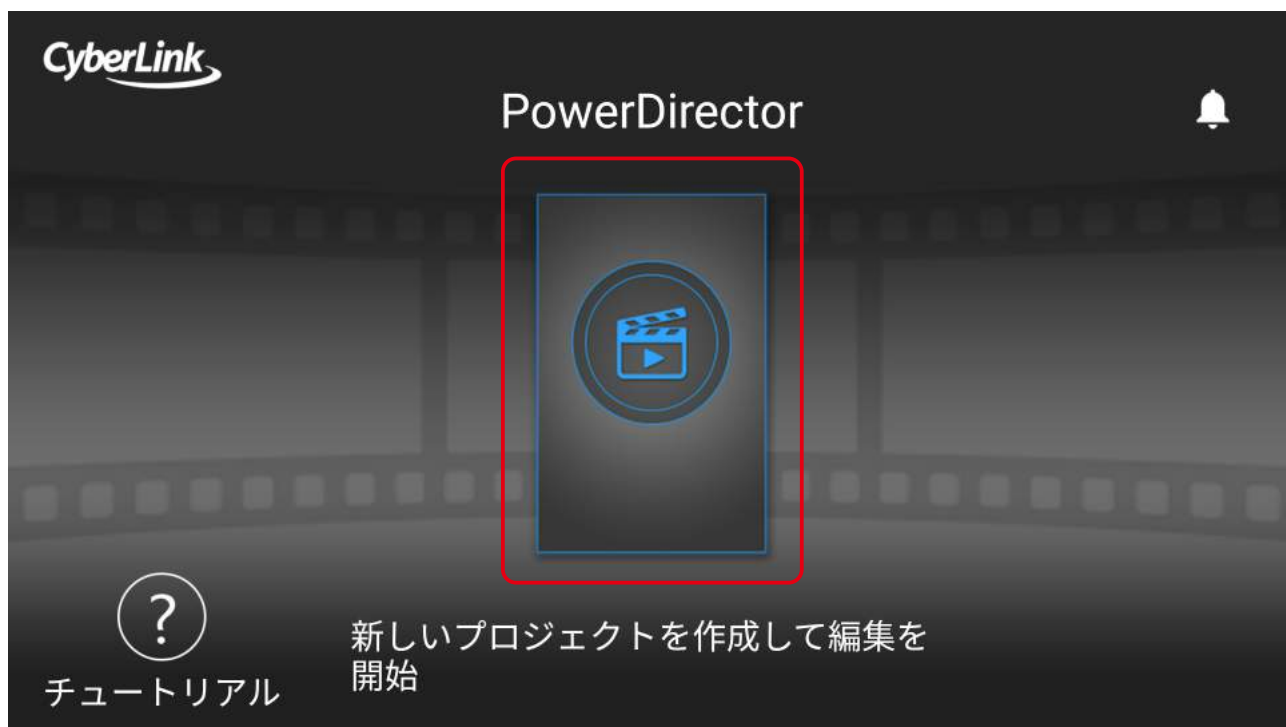 CyberLink
PowerDirector
?
チュートリアル
新しいプロジェクトを作成して編集を
開始